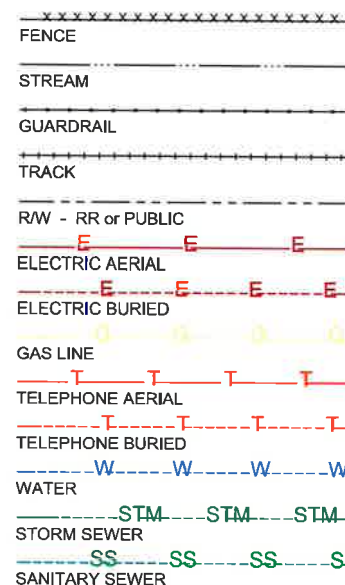 X X X X X X X X X X X X X X X X X X X
FENCE
STREAM
GUARDRAIL
TRACK
R/W - RR or PUBLIC
E E E
ELECTRIC AERIAL
E E E E
ELECTRIC BURIED
G G G G
GAS LINE
T T T T
TELEPHONE AERIAL
T T T T
TELEPHONE BURIED
W W W W
WATER
STM STM STM
STORM SEWER
SS SS SS S
SANITARY SEWER